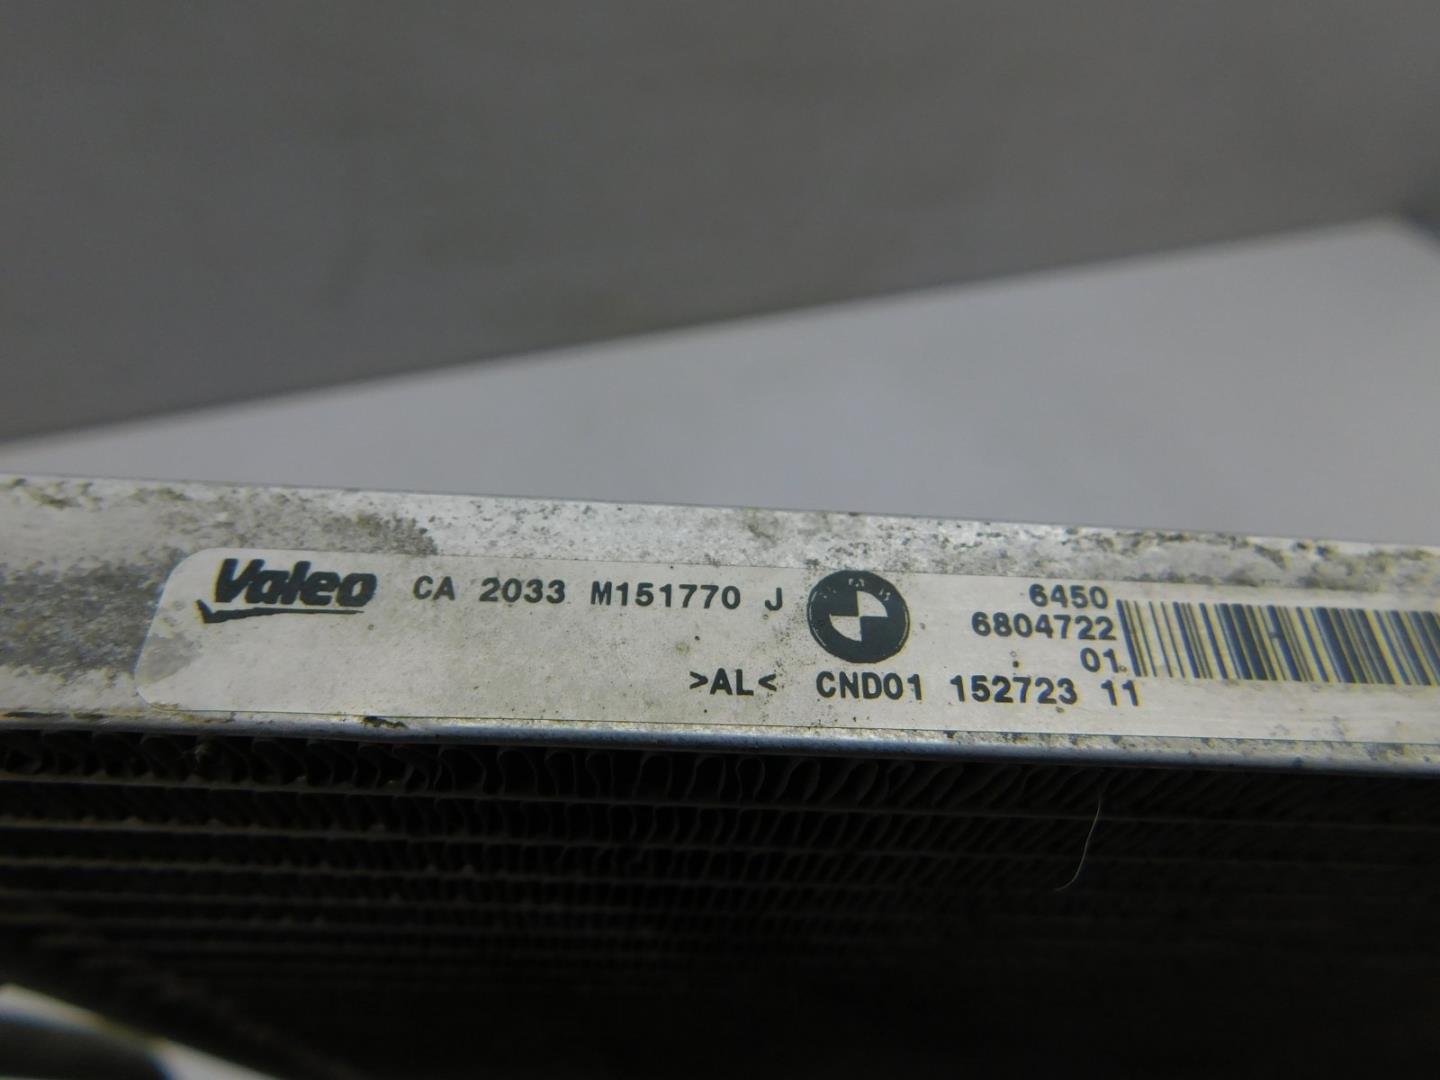 Valeo CA 2033 M151770 J
6450
6804722
01
>AL< CND01 152723 11